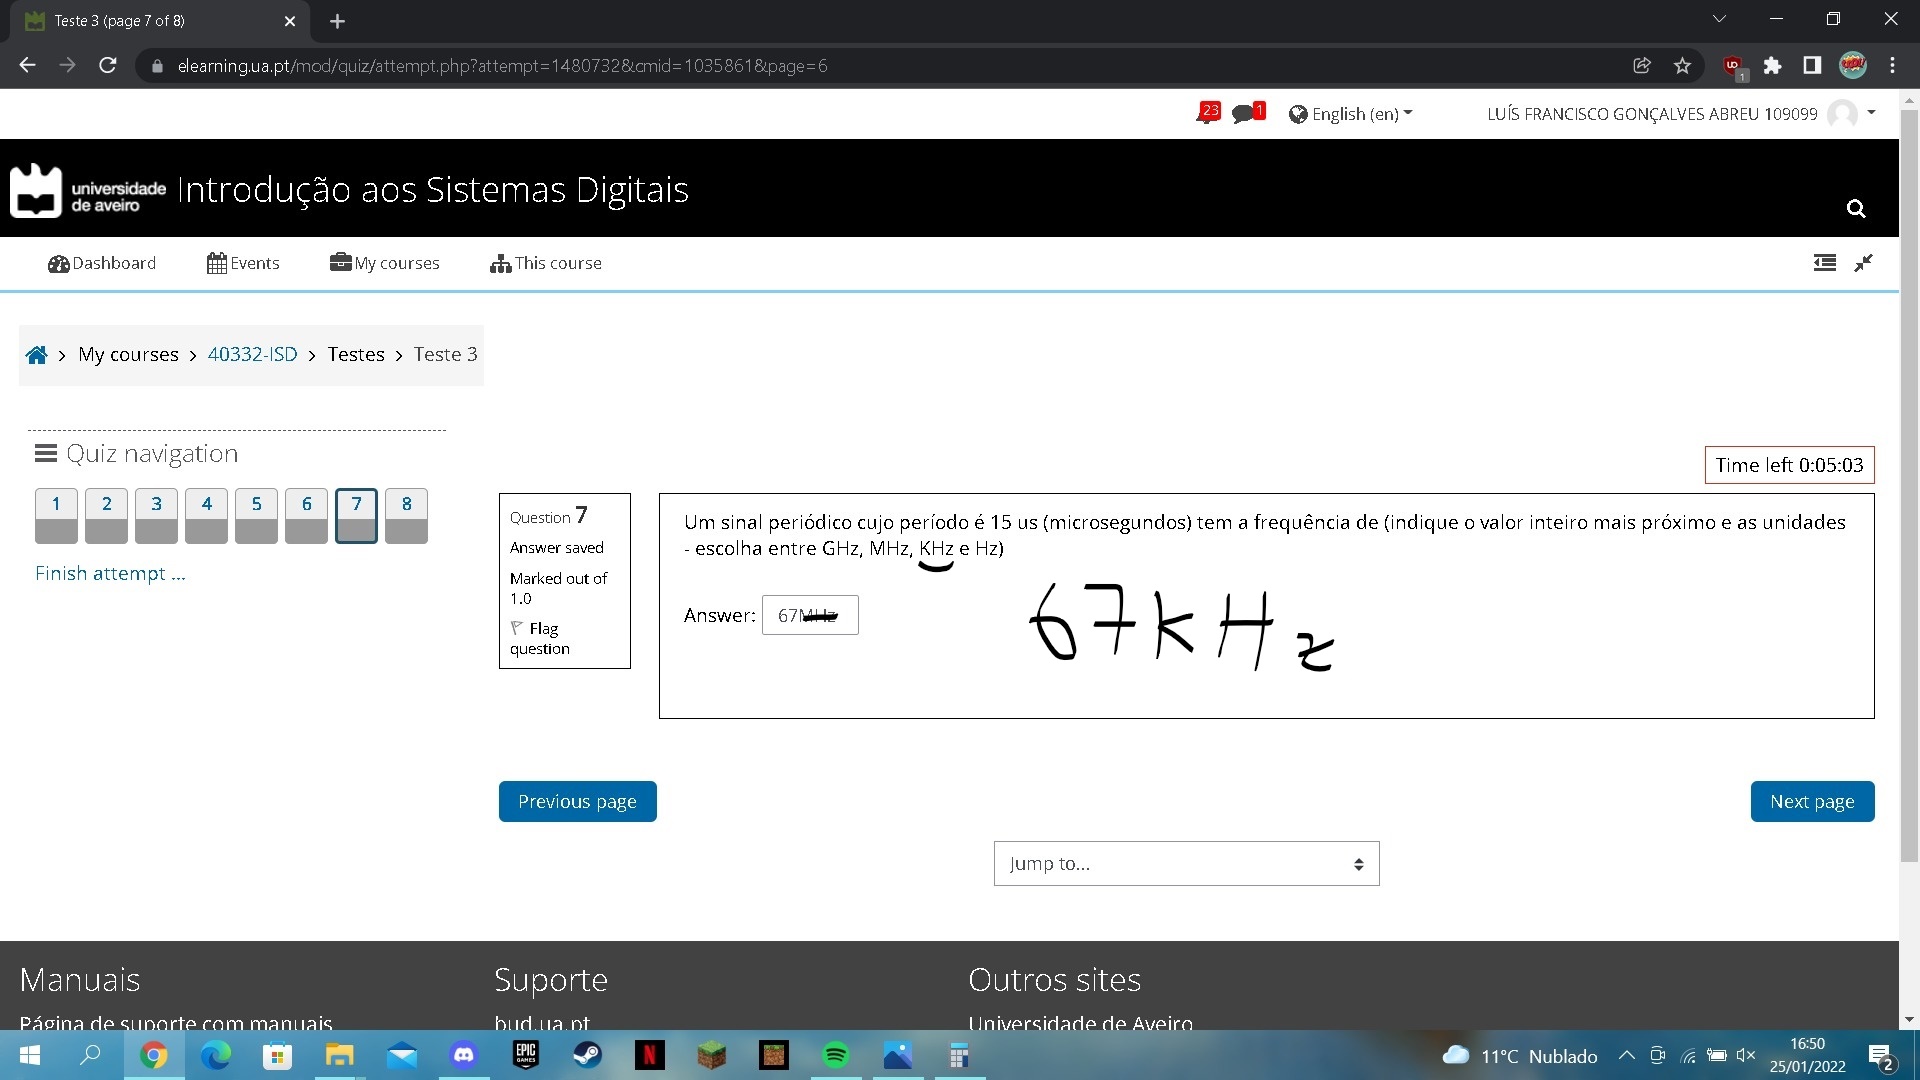 Teste 3 (page 7 of 8)
elearning.ua.pt/mod/quiz/attempt.php?attempt=1480732&cmid=1035861&page=6
UD
1
23
1
English (en)
LUÍS FRANCISCO GONÇALVES ABREU 109099
universidade
de aveiro
Introdução aos Sistemas Digitais
Dashboard
Events
My courses
This course
My courses
40332-ISD
Testes
Teste 3
Quiz navigation
Time left 0:05:03
1 2 3 4 5 6 7 8
Finish attempt ...
Question 7
Answer saved
Marked out of
1.0
Flag
question
Um sinal periódico cujo período é 15 us (microsegundos) tem a frequência de (indique o valor inteiro mais próximo e as unidades
- escolha entre GHz, MHz, KHz e Hz)
Answer: 67MHz
67kHz
Previous page
Next page
Jump to...
Manuais
Suporte
Outros sites
Página de suporte com manuais
bud.ua.pt
Universidade de Aveiro
EPIC
GAMES
N
11°C Nublado
16:50
25/01/2022
2